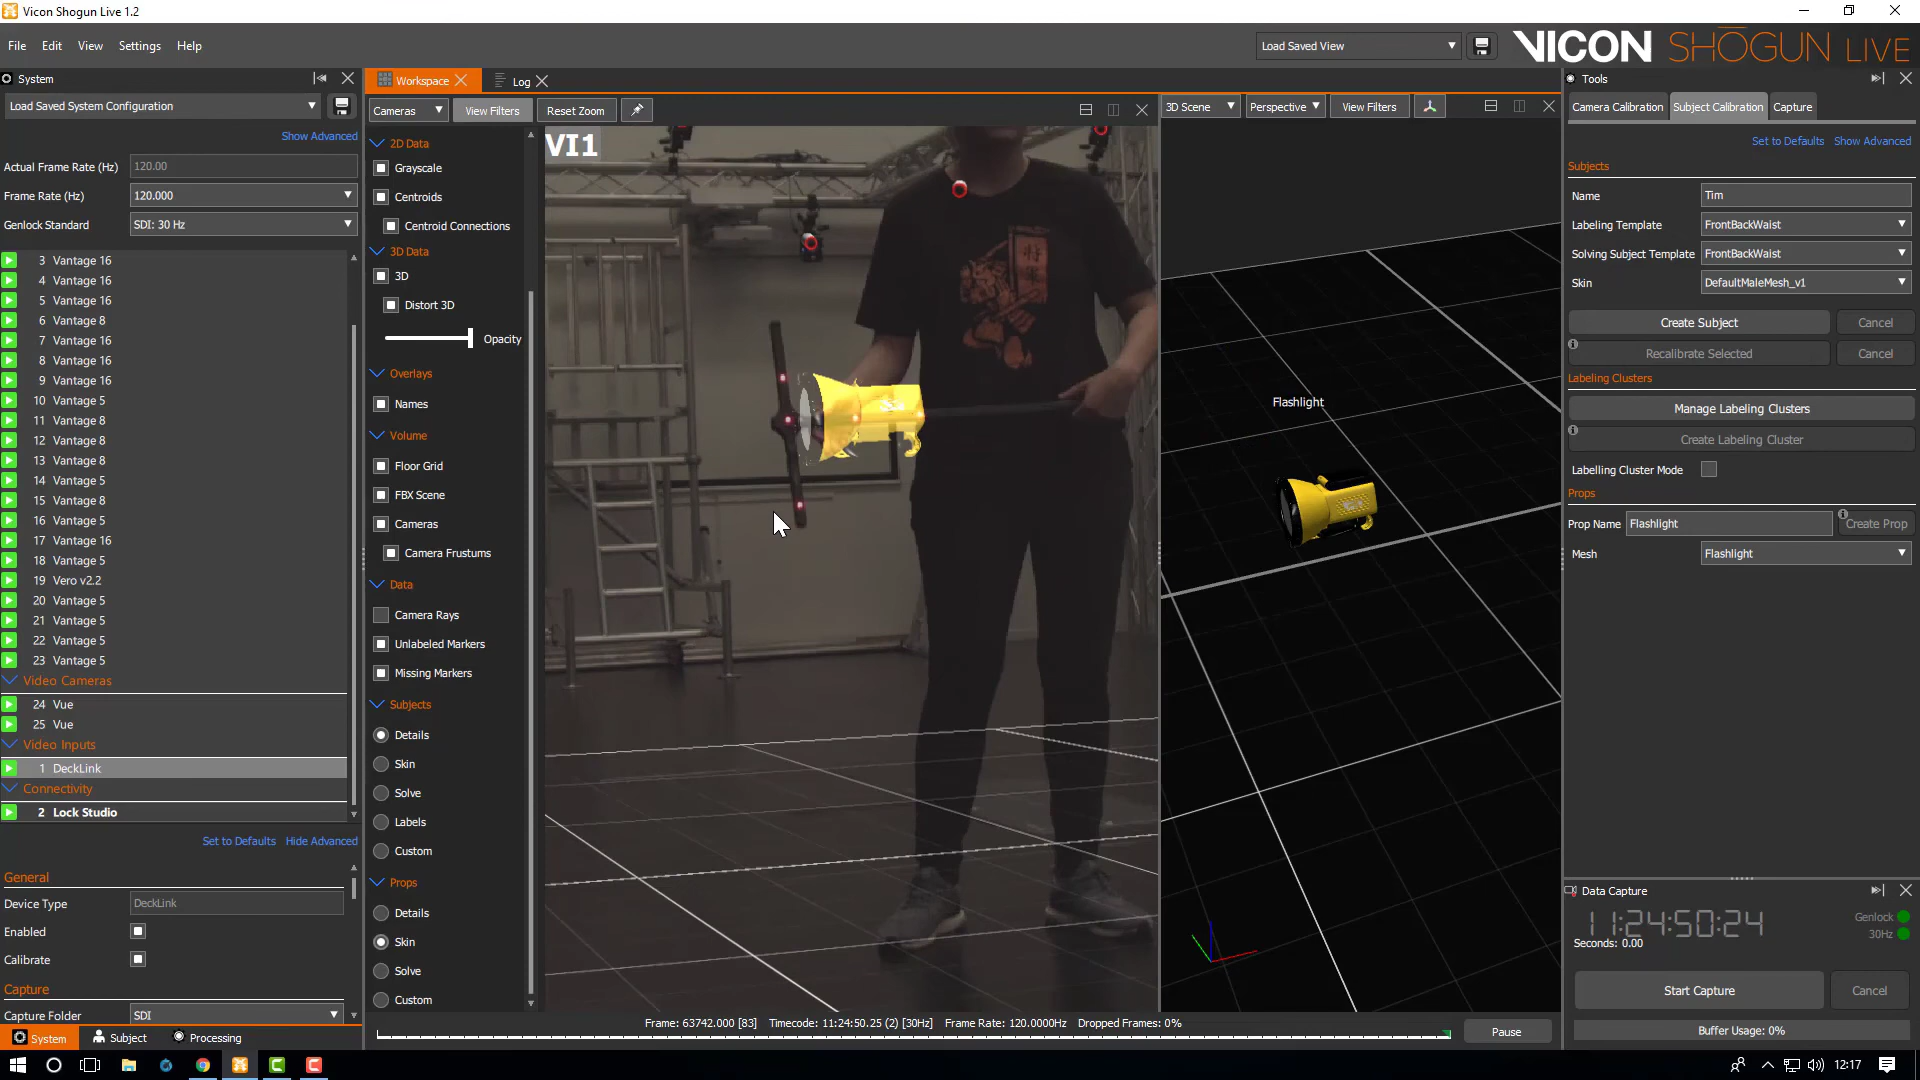 Vicon Shogun Live 1.2
File Edit View Settings Help
Load Saved View
VICON SHOGUN LIVE
System
Load Saved System Configuration
Show Advanced
Actual Frame Rate (Hz) 120.00
Frame Rate (Hz) 120.000
Genlock Standard SDI: 30 Hz
3 Vantage 16
4 Vantage 16
5 Vantage 16
6 Vantage 8
7 Vantage 16
8 Vantage 16
9 Vantage 16
10 Vantage 5
11 Vantage 8
12 Vantage 8
13 Vantage 8
14 Vantage 5
15 Vantage 8
16 Vantage 5
17 Vantage 16
18 Vantage 5
19 Vero v2.2
20 Vantage 5
21 Vantage 5
22 Vantage 5
23 Vantage 5
Video Cameras
24 Vue
25 Vue
Video Inputs
1 DeckLink
Connectivity
2 Lock Studio
Set to Defaults Hide Advanced
General
Device Type DeckLink
Enabled
Calibrate
Capture
Capture Folder SDI
System Subject Processing
Workspace Log
Cameras View Filters Reset Zoom
2D Data
Grayscale
Centroids
Centroid Connections
3D Data
3D
Distort 3D
Opacity
Overlays
Names
Volume
Floor Grid
FBX Scene
Cameras
Camera Frustums
Data
Camera Rays
Unlabeled Markers
Missing Markers
Subjects
Details
Skin
Solve
Labels
Custom
Props
Details
Skin
Solve
Custom
VI1
3D Scene Perspective View Filters
Flashlight
Frame: 63742.000 [83] Timecode: 11:24:50.25 (2) [30Hz] Frame Rate: 120.0000Hz Dropped Frames: 0%
Pause
Tools
Camera Calibration Subject Calibration Capture
Set to Defaults Show Advanced
Subjects
Name Tim
Labeling Template FrontBackWaist
Solving Subject Template FrontBackWaist
Skin DefaultMaleMesh_v1
Create Subject Cancel
Recalibrate Selected Cancel
Labeling Clusters
Manage Labeling Clusters
Create Labeling Cluster
Labelling Cluster Mode
Props
Prop Name Flashlight Create Prop
Mesh Flashlight
Data Capture
11:24:50:24
Genlock
30Hz
Seconds: 0.00
Start Capture Cancel
Buffer Usage: 0%
12:17